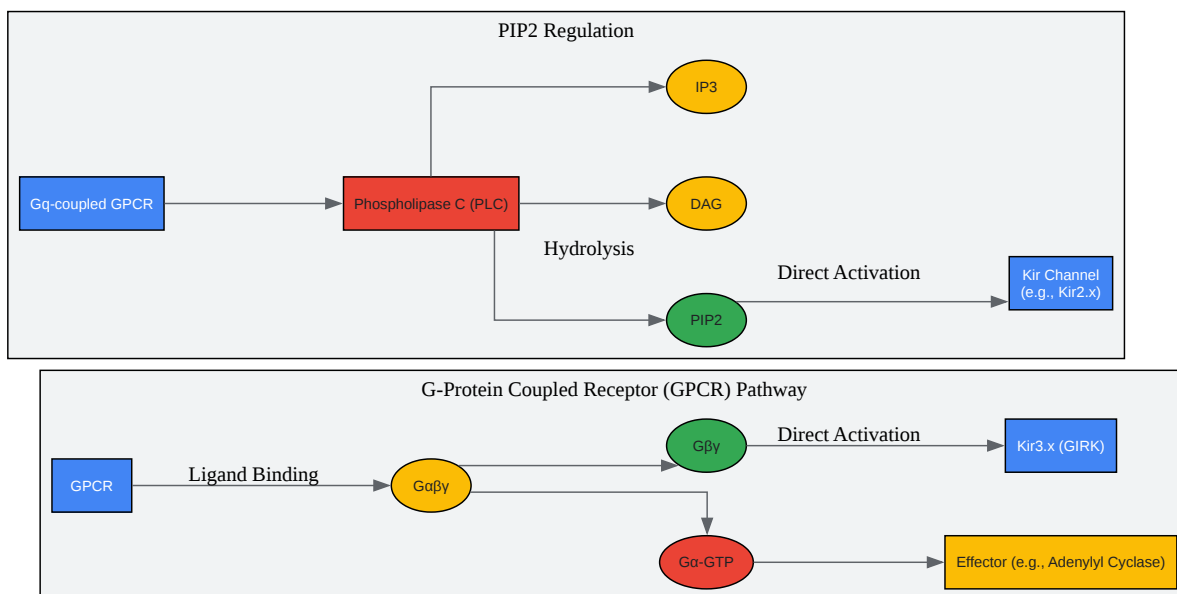 PIP2 Regulation
IP3
Gq-coupled GPCR
Phospholipase C (PLC)
DAG
Hydrolysis
Direct Activation
Kir Channel
(e.g., Kir2.x)
PIP2
G-Protein Coupled Receptor (GPCR) Pathway
Gβγ
Direct Activation
Kir3.x (GIRK)
GPCR
Ligand Binding
Gαβγ
Gα-GTP
Effector (e.g., Adenylyl Cyclase)